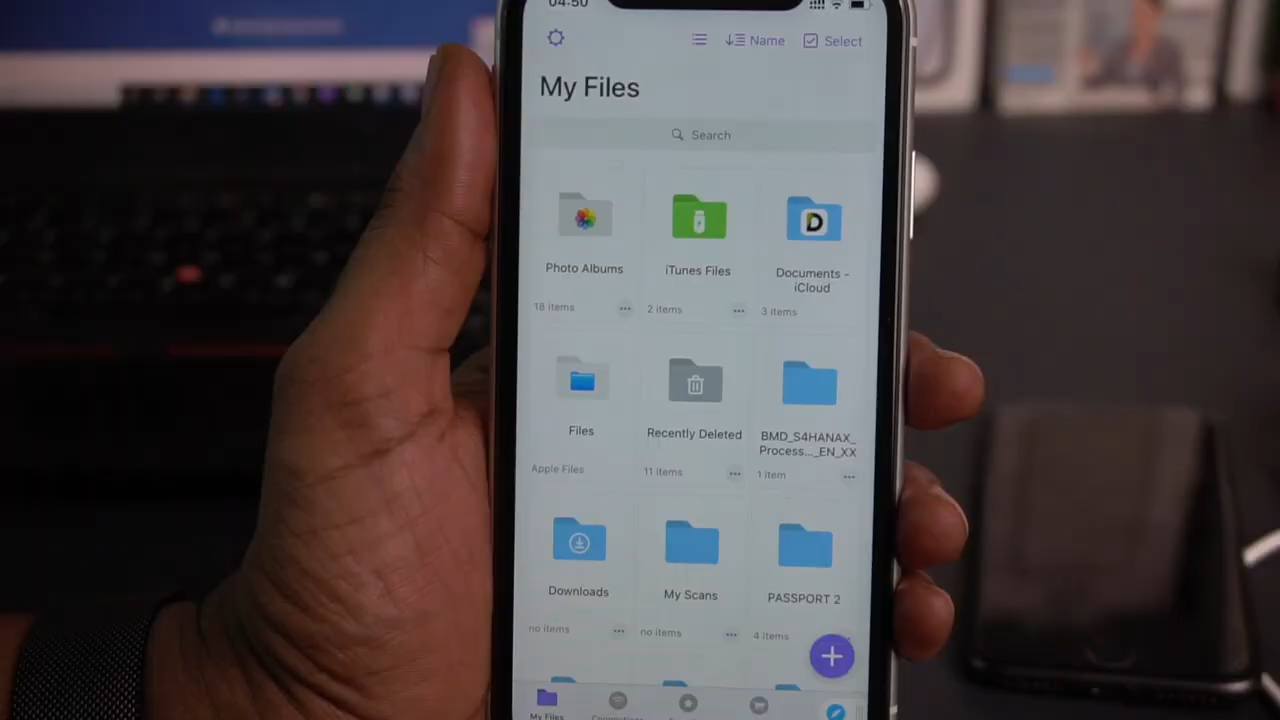 04:50
Name
Select
My Files
Search
Photo Albums
iTunes Files
Documents -
iCloud
18 items
2 items
3 items
Files
Recently Deleted
BMD_S4HANAX_
Process..._EN_XX
Apple Files
11 items
1 item
Downloads
My Scans
PASSPORT 2
no items
no items
4 items
My Files